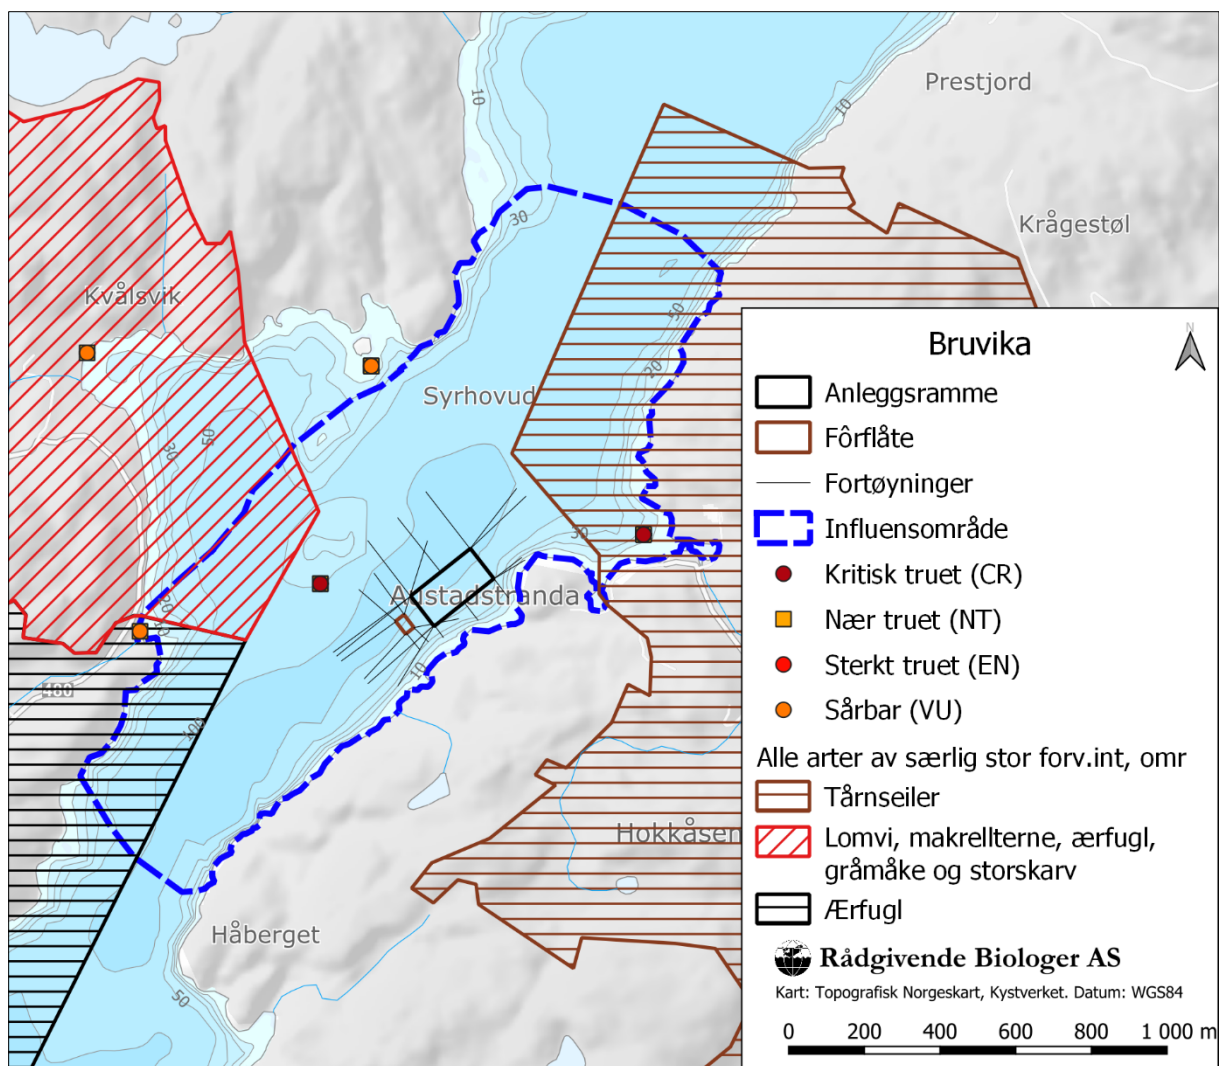 10
Prestjord
10
30
Krågestøl
Kvålsvik
50
20
Syrhovud
50
30
30
Austadstranda
20
10
480
10
100
Hokkåsen
Håberget
50
Bruvika
N
Anleggsramme
Fôrflåte
Fortøyninger
Influensområde
Kritisk truet (CR)
Nær truet (NT)
Sterkt truet (EN)
Sårbar (VU)
Alle arter av særlig stor forv.int, omr
Tårnseiler
Lomvi, makrellterne, ærfugl,
gråmåke og storskarv
Ærfugl
Rådgivende Biologer AS
Kart: Topografisk Norgeskart, Kystverket. Datum: WGS84
0 200 400 600 800 1 000 m